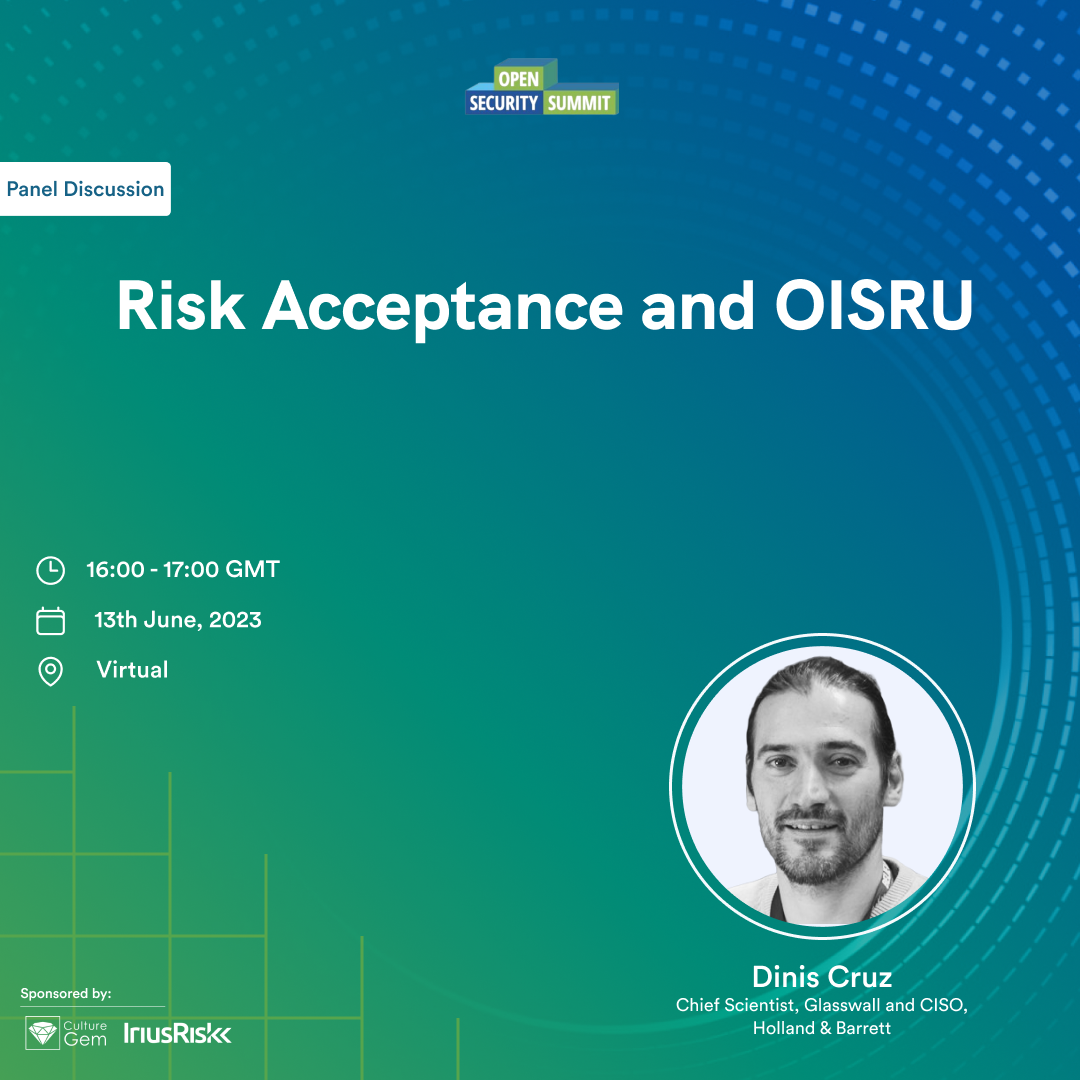 OPEN
SECURITY SUMMIT
Panel Discussion
Risk Acceptance and OISRU
16:00 - 17:00 GMT
13th June, 2023
Virtual
Dinis Cruz
Chief Scientist, Glasswall and CISO,
Holland & Barrett
Sponsored by:
Culture
Gem
IriusRisk